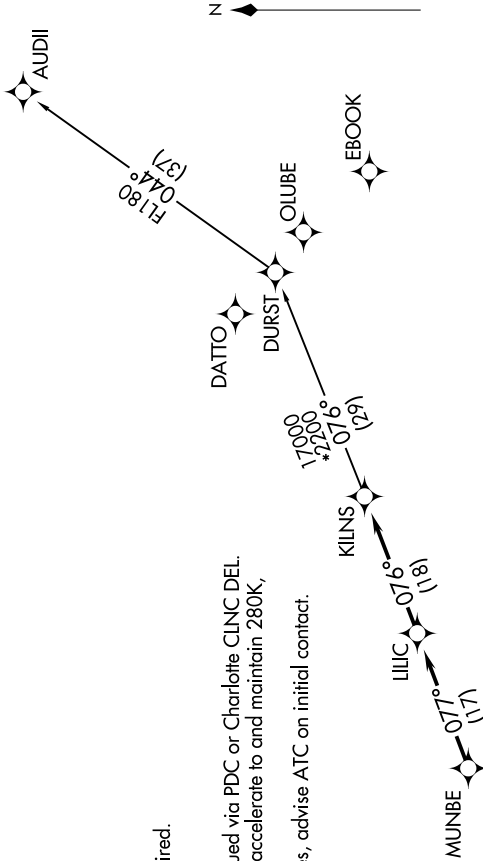 N
AUDII
FL180
044°
(37)
EBOOK
OLUBE
DATTO
DURST
17000
*2200
076°
(29)
KILNS
076°
(18)
LILIC
077°
(17)
MUNBE
ired.
ued via PDC or Charlotte CLNC DEL.
accelerate to and maintain 280K,
s, advise ATC on initial contact.